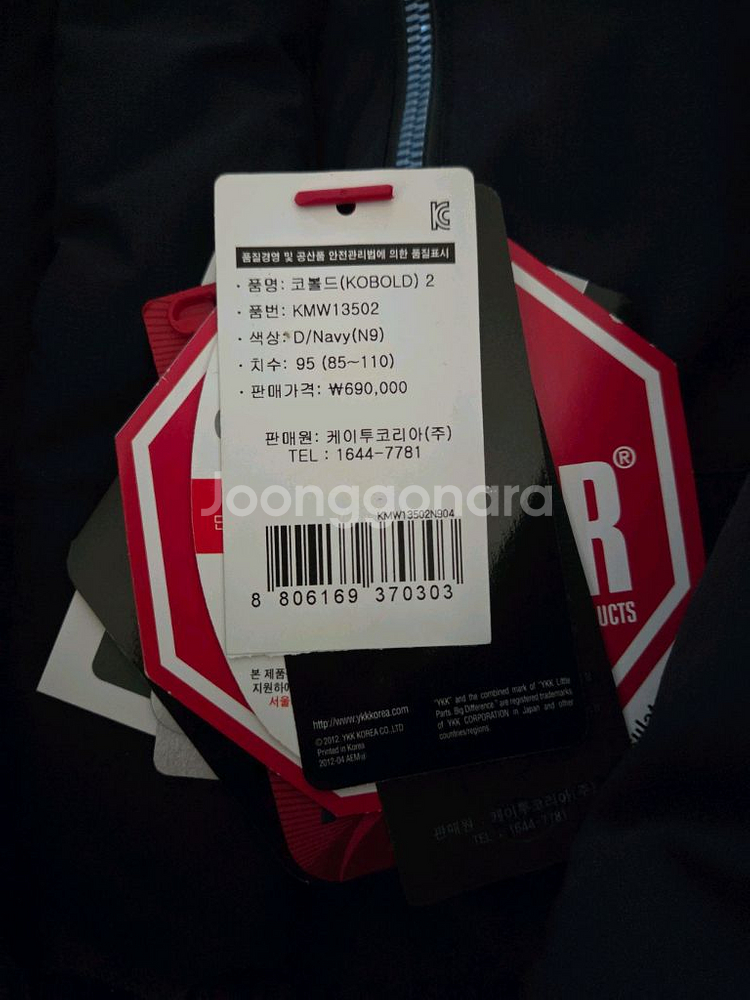 품질경영 및 공산품 안전관리법에 의한 품질표시
· 품명: 코볼드(KOBOLD) 2
· 품번: KMW13502
· 색상: D/Navy(N9)
· 치수: 95 (85~110)
· 판매가격: ₩690,000
판매원: 케이투코리아(주)
TEL : 1644-7781
Joonggonara
KMW13502N904
8 806169 370303
R®
UCTS
본 제품
지원하여
서울
http://www.ykkkorea.com
© 2012 YKK KOREA CO.,LTD
Printed in Korea
2012-04 AEM
"YKK" and the combined mark of "YKK Little
Parts. Big Difference." are registered trademarks
of YKK CORPORATION in Japan and other
countries/regions.
판매원 : 케이투코리아 (주)
TEL : 1644-7781